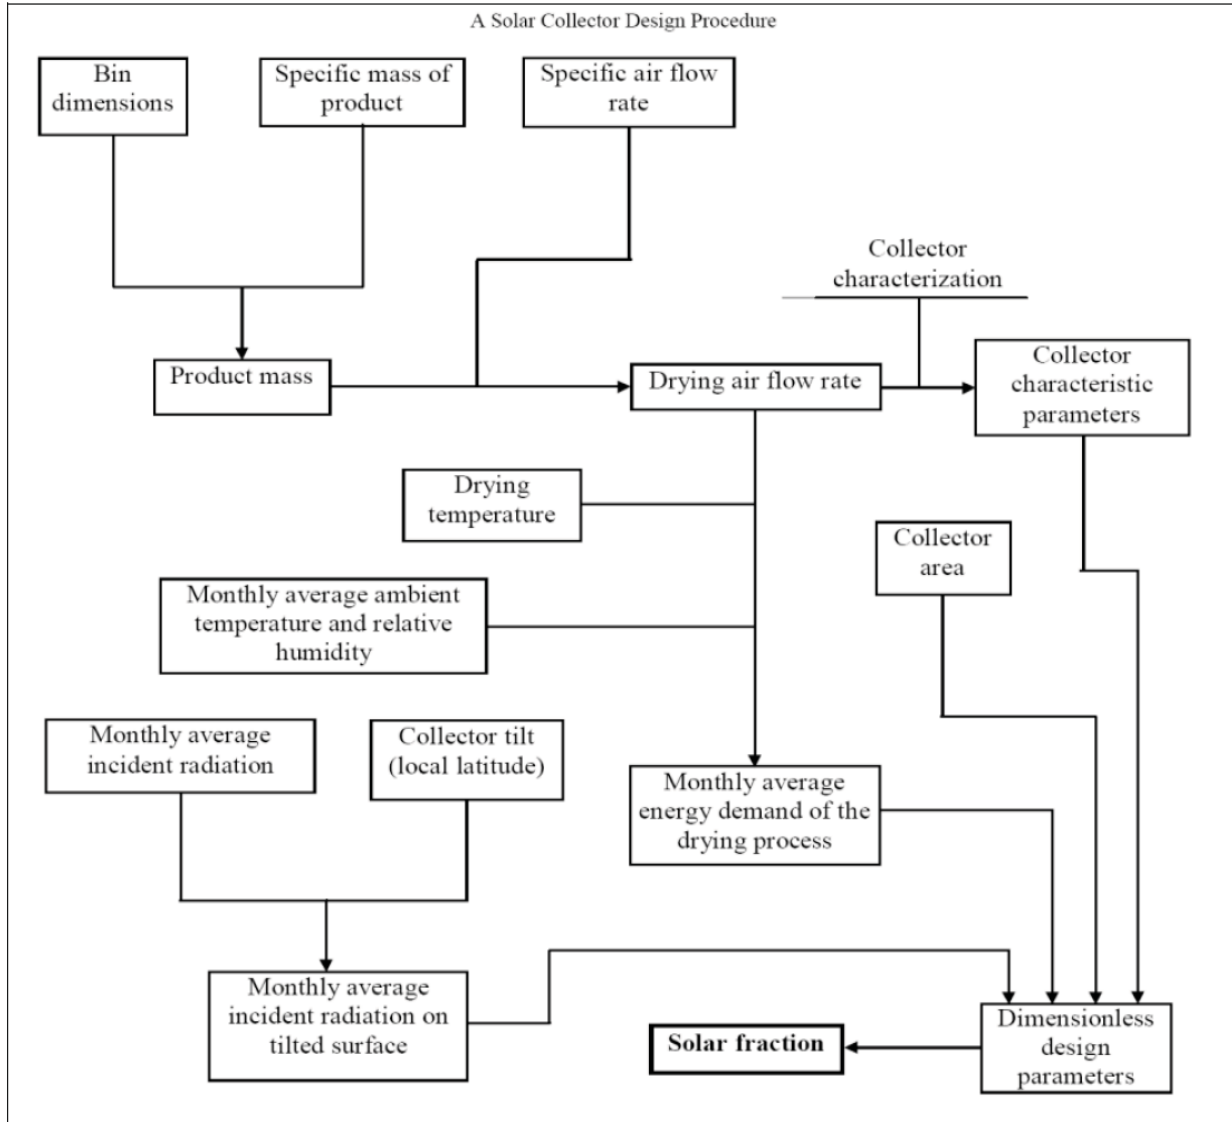 A Solar Collector Design Procedure
Bin
dimensions
Specific mass of
product
Specific air flow
rate
Collector
characterization
Product mass
Drying air flow rate
Collector
characteristic
parameters
Drying
temperature
Collector
area
Monthly average ambient
temperature and relative
humidity
Monthly average
incident radiation
Collector tilt
(local latitude)
Monthly average
energy demand of the
drying process
Monthly average
incident radiation on
tilted surface
Solar fraction
Dimensionless
design
parameters